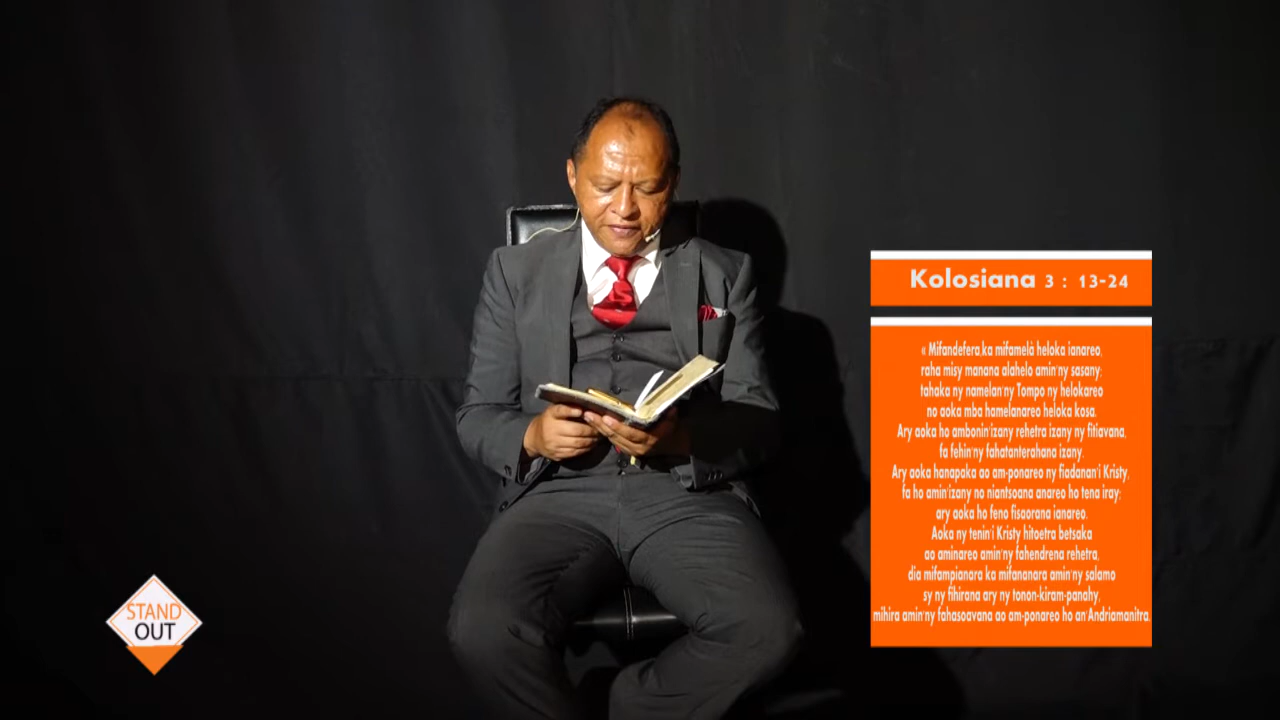 Kolosiana 3 : 13-24
« Mifandefera,ka mifamelà heloka ianareo,
raha misy manana alahelo amin'ny sasany;
tahaka ny namelan'ny Tompo ny helokareo
no aoka mba hamelanareo heloka kosa.
Ary aoka ho ambonin'izany rehetra izany ny fitiavana,
fa fehin'ny fahatanterahana izany.
Ary aoka hanapaka ao am-ponareo ny fiadanan'i Kristy,
fa ho amin'izany no niantsoana anareo ho tena iray;
ary aoka ho feno fisaorana ianareo.
Aoka ny tenin'i Kristy hitoetra betsaka
ao aminareo amin'ny fahendrena rehetra,
dia mifampianara ka mifananara amin'ny salamo
sy ny fihirana ary ny tonon-kiram-panahy,
mihira amin'ny fahasoavana ao am-ponareo ho an'Andriamanitra.
STAND
OUT